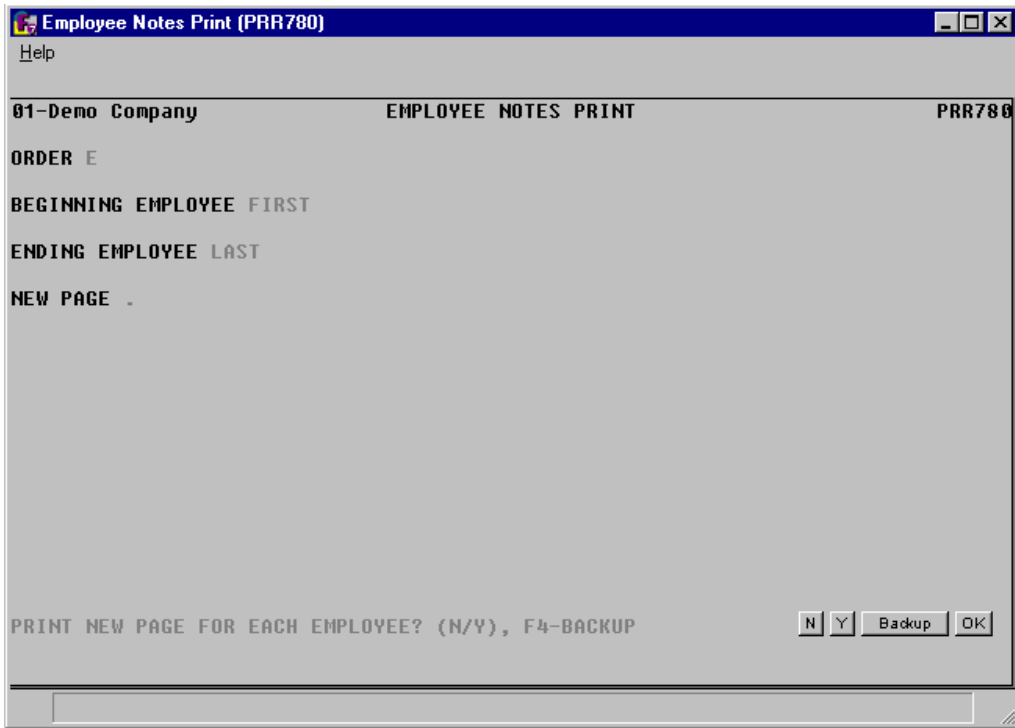 Employee Notes Print (PRR780)
Help
01-Demo Company EMPLOYEE NOTES PRINT PRR780
ORDER E
BEGINNING EMPLOYEE FIRST
ENDING EMPLOYEE LAST
NEW PAGE .
PRINT NEW PAGE FOR EACH EMPLOYEE? (N/Y), F4-BACKUP N Y Backup OK